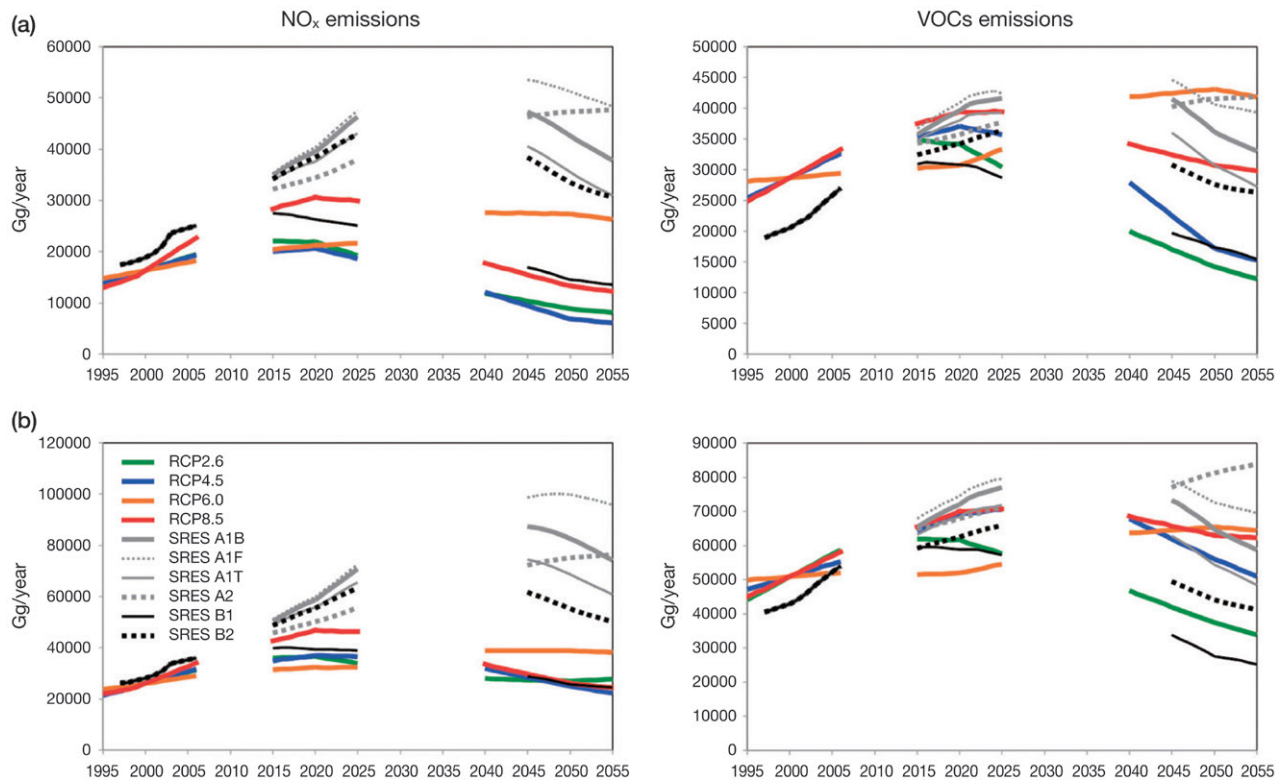 (a)
NOₓ emissions
VOCs emissions
Gg/year
60000
50000
40000
30000
20000
10000
0
1995 2000 2005 2010 2015 2020 2025 2030 2035 2040 2045 2050 2055
Gg/year
50000
45000
40000
35000
30000
25000
20000
15000
10000
5000
0
1995 2000 2005 2010 2015 2020 2025 2030 2035 2040 2045 2050 2055
(b)
Gg/year
120000
100000
80000
60000
40000
20000
0
RCP2.6
RCP4.5
RCP6.0
RCP8.5
SRES A1B
SRES A1F
SRES A1T
SRES A2
SRES B1
SRES B2
1995 2000 2005 2010 2015 2020 2025 2030 2035 2040 2045 2050 2055
Gg/year
90000
80000
70000
60000
50000
40000
30000
20000
10000
0
1995 2000 2005 2010 2015 2020 2025 2030 2035 2040 2045 2050 2055